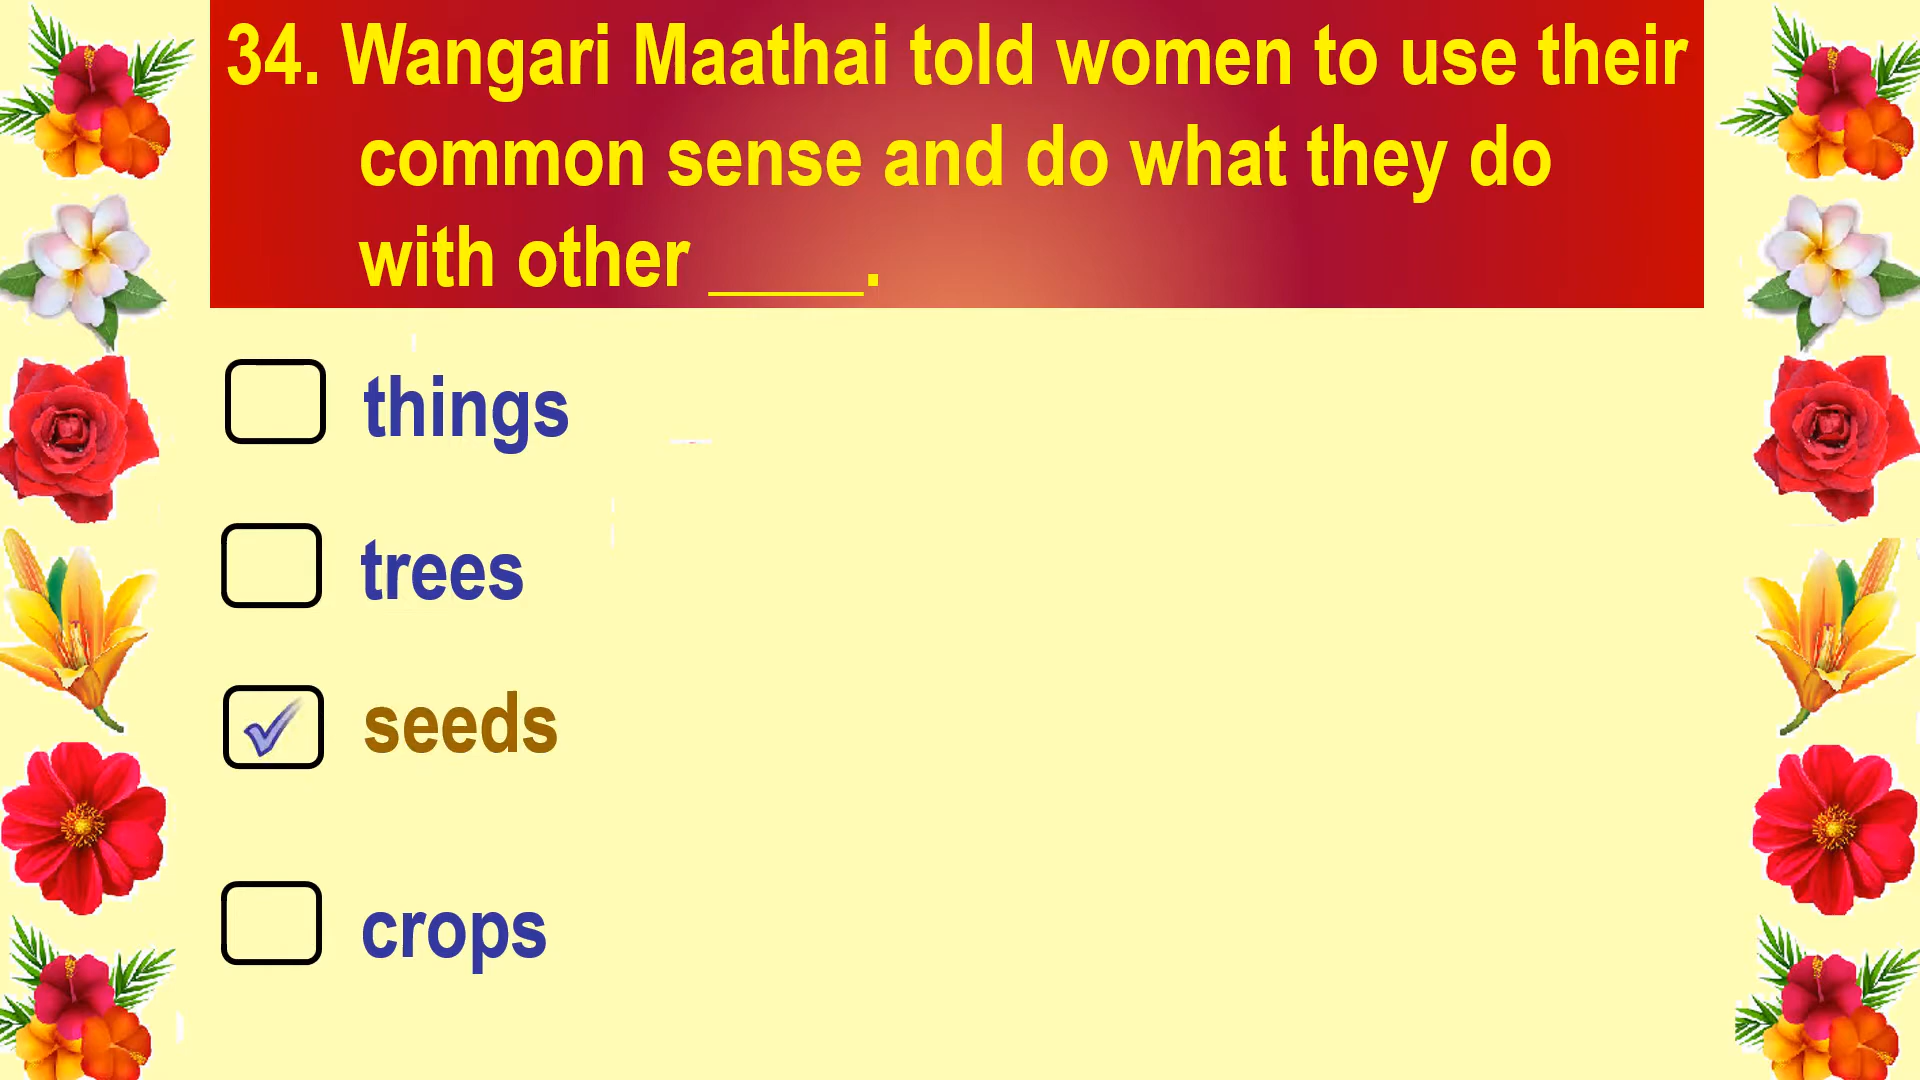 34. Wangari Maathai told women to use their
common sense and do what they do
with other ____.
things
trees
seeds
crops